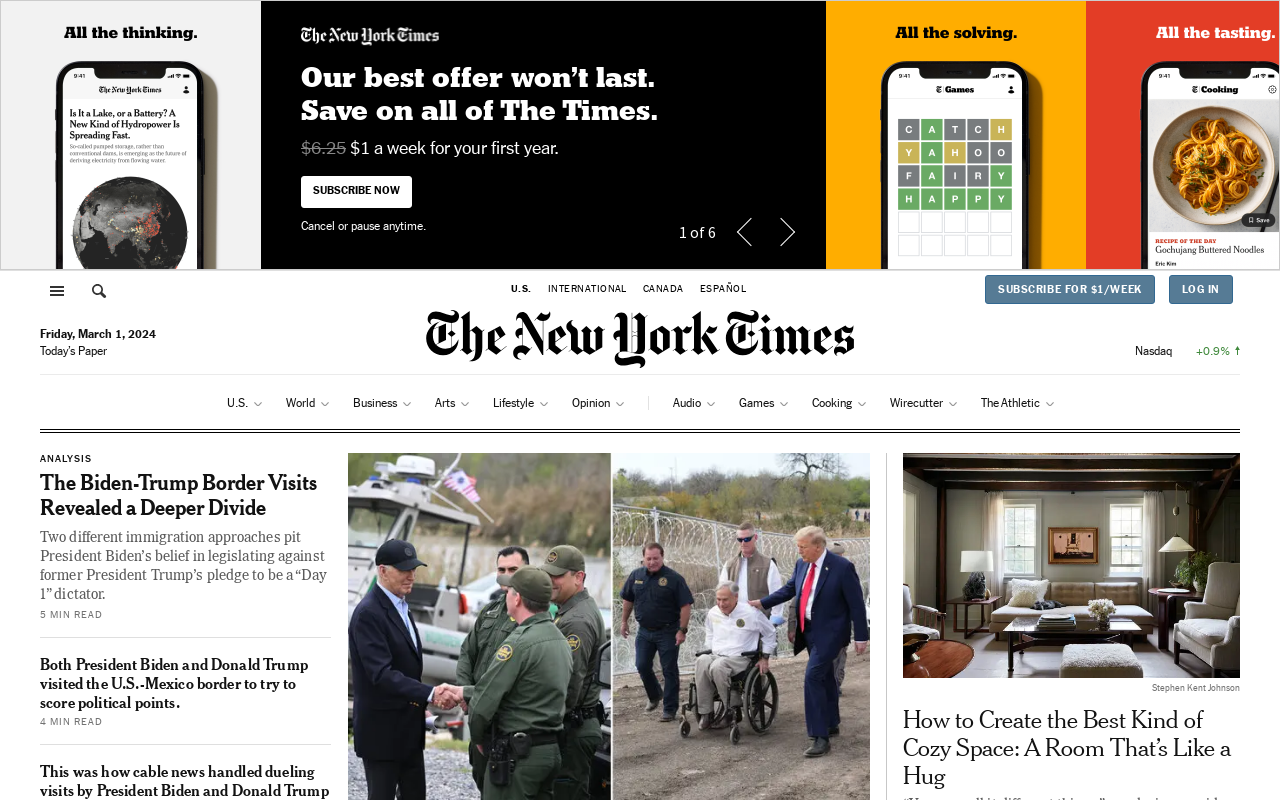 All the thinking.
9:41
The New York Times
Is It a Lake, or a Battery? A
New Kind of Hydropower Is
Spreading Fast.
So-called pumped storage, rather than
conventional dams, is emerging as the future of
deriving electricity from flowing water.
The New York Times
Our best offer won’t last.
Save on all of The Times.
$6.25 $1 a week for your first year.
SUBSCRIBE NOW
Cancel or pause anytime.
1 of 6
All the solving.
9:41
Games
C A T C H
Y A H O O
F A I R Y
H A P P Y
All the tasting.
9:41
Cooking
Save
RECIPE OF THE DAY
Gochujang Buttered Noodles
Eric Kim
U.S. INTERNATIONAL CANADA ESPAÑOL
SUBSCRIBE FOR $1/WEEK
LOG IN
Friday, March 1, 2024
Today’s Paper
The New York Times
Nasdaq +0.9%
U.S. World Business Arts Lifestyle Opinion Audio Games Cooking Wirecutter The Athletic
ANALYSIS
The Biden-Trump Border Visits
Revealed a Deeper Divide
Two different immigration approaches pit
President Biden’s belief in legislating against
former President Trump’s pledge to be a “Day
1” dictator.
5 MIN READ
Both President Biden and Donald Trump
visited the U.S.-Mexico border to try to
score political points.
4 MIN READ
This was how cable news handled dueling
visits by President Biden and Donald Trump
Stephen Kent Johnson
How to Create the Best Kind of
Cozy Space: A Room That’s Like a
Hug